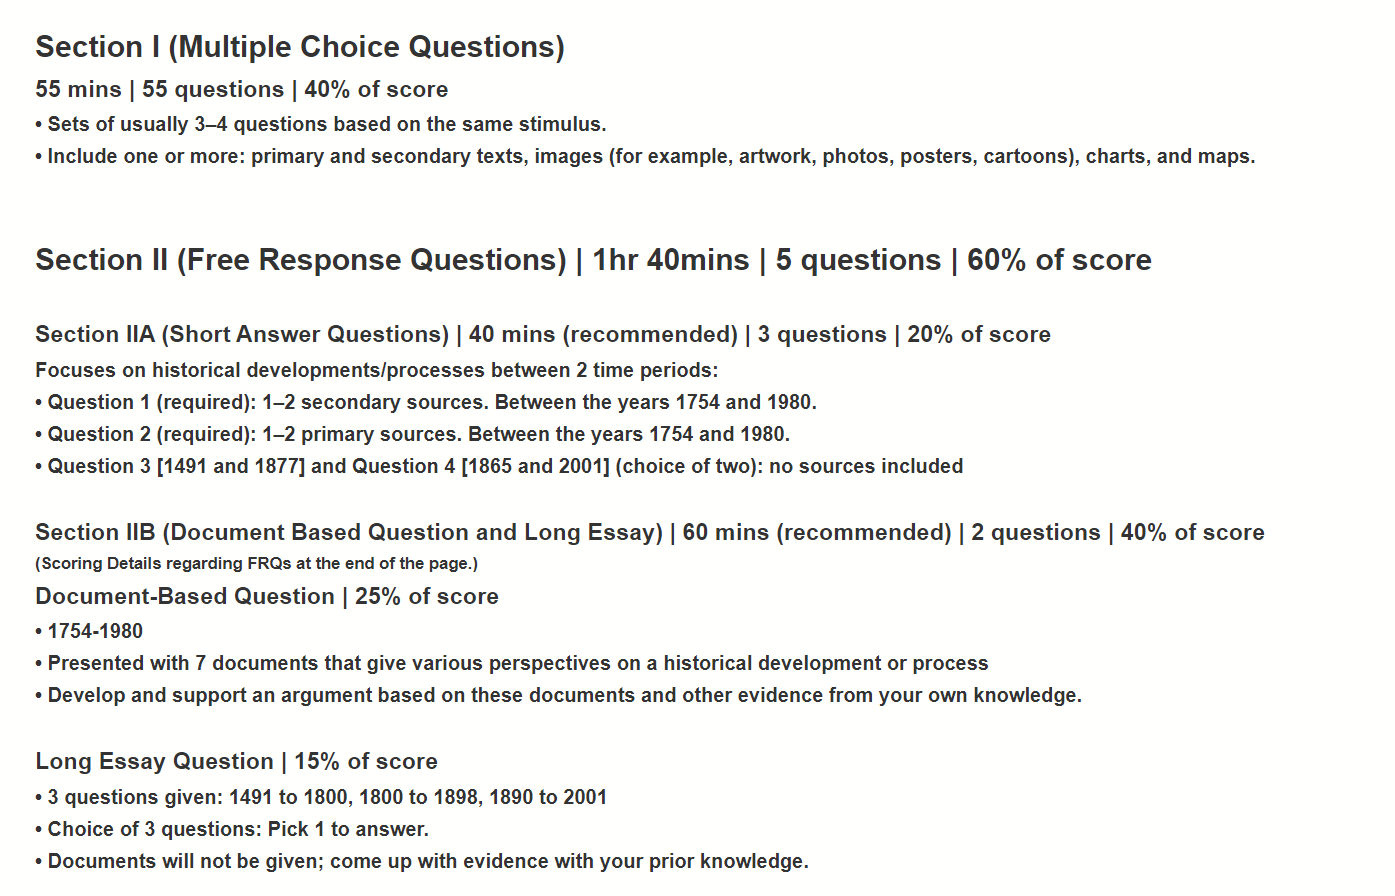 Section I (Multiple Choice Questions)
55 mins | 55 questions | 40% of score
• Sets of usually 3–4 questions based on the same stimulus.
• Include one or more: primary and secondary texts, images (for example, artwork, photos, posters, cartoons), charts, and maps.
Section II (Free Response Questions) | 1hr 40mins | 5 questions | 60% of score
Section IIA (Short Answer Questions) | 40 mins (recommended) | 3 questions | 20% of score
Focuses on historical developments/processes between 2 time periods:
• Question 1 (required): 1–2 secondary sources. Between the years 1754 and 1980.
• Question 2 (required): 1–2 primary sources. Between the years 1754 and 1980.
• Question 3 [1491 and 1877] and Question 4 [1865 and 2001] (choice of two): no sources included
Section IIB (Document Based Question and Long Essay) | 60 mins (recommended) | 2 questions | 40% of score
(Scoring Details regarding FRQs at the end of the page.)
Document-Based Question | 25% of score
• 1754-1980
• Presented with 7 documents that give various perspectives on a historical development or process
• Develop and support an argument based on these documents and other evidence from your own knowledge.
Long Essay Question | 15% of score
• 3 questions given: 1491 to 1800, 1800 to 1898, 1890 to 2001
• Choice of 3 questions: Pick 1 to answer.
• Documents will not be given; come up with evidence with your prior knowledge.